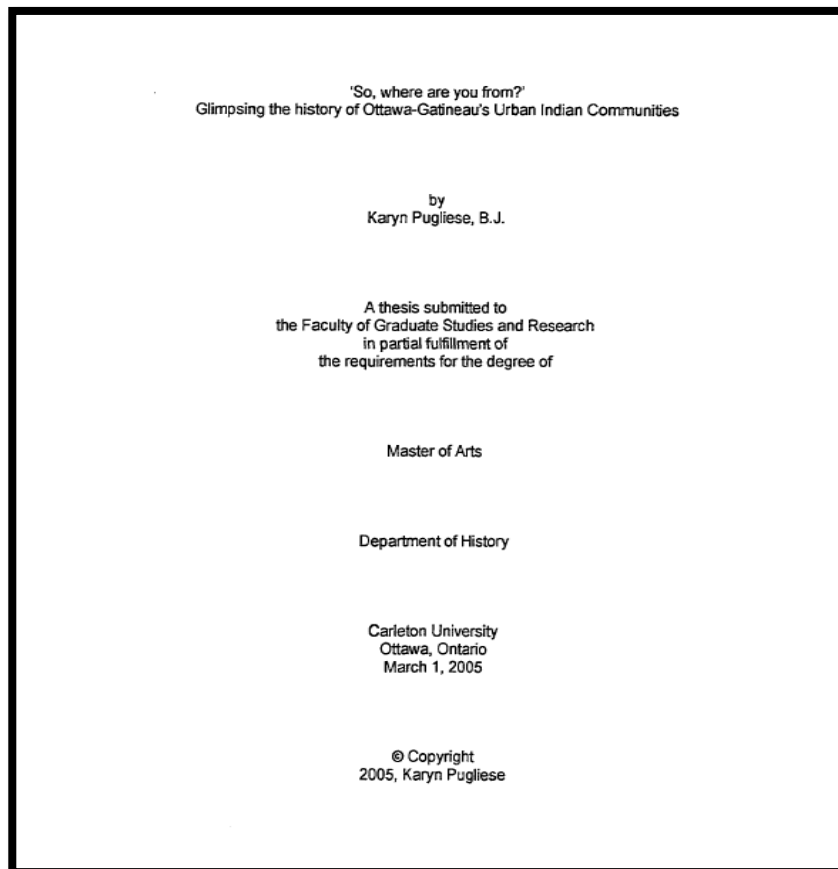 'So, where are you from?'
Glimpsing the history of Ottawa-Gatineau's Urban Indian Communities
by
Karyn Pugliese, B.J.
A thesis submitted to
the Faculty of Graduate Studies and Research
in partial fulfillment of
the requirements for the degree of
Master of Arts
Department of History
Carleton University
Ottawa, Ontario
March 1, 2005
© Copyright
2005, Karyn Pugliese